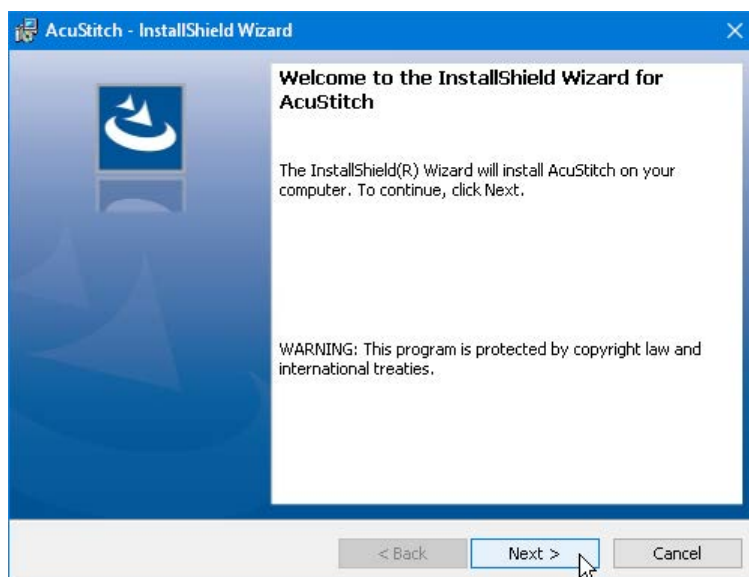 AcuStitch - InstallShield Wizard
Welcome to the InstallShield Wizard for
AcuStitch
The InstallShield(R) Wizard will install AcuStitch on your
computer. To continue, click Next.
WARNING: This program is protected by copyright law and
international treaties.
< Back Next > Cancel